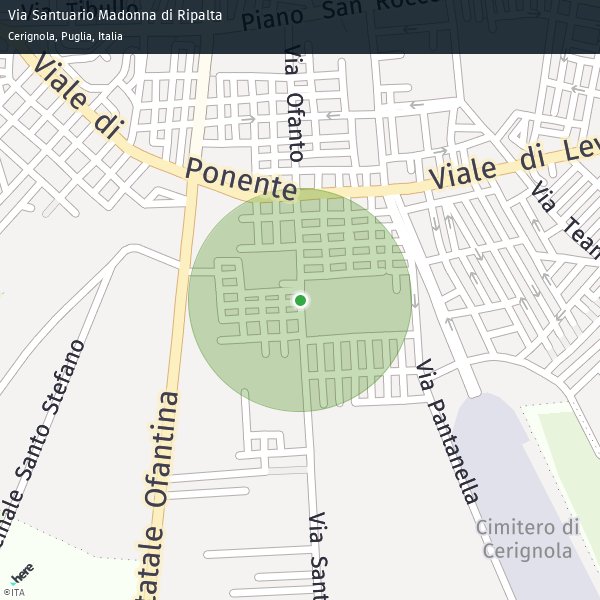 Via Santuario Madonna di Ripalta
Cerignola, Puglia, Italia
Via Tibullo
Piano San Rocco
Viale di
Ponente
Via Ofanto
Viale di Lev
Via Tean
Statale Ofantina
Santo Stefano
Via Pantanella
Via Sant
Cimitero di
Cerignola
here
©ITA